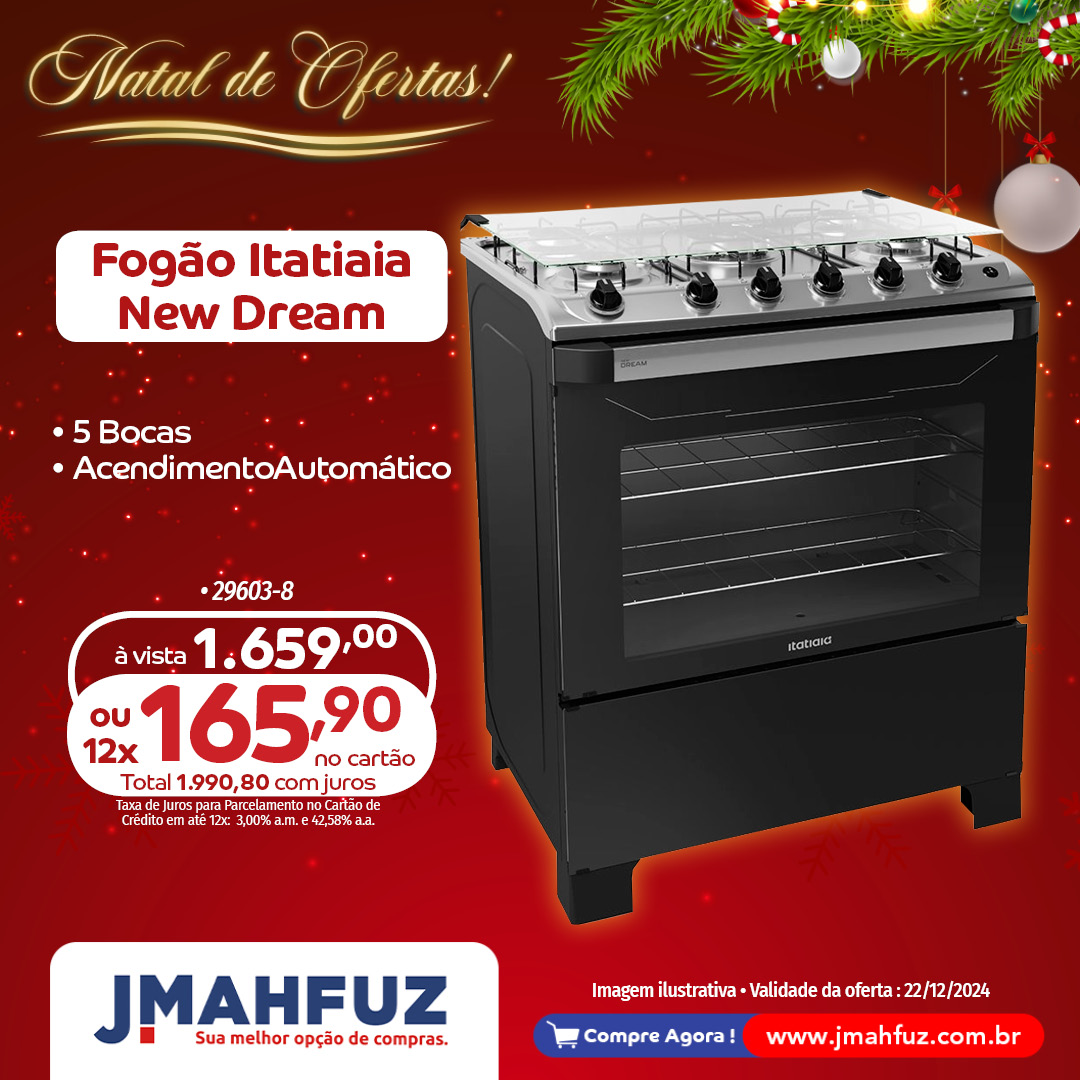 Natal de Ofertas!
Fogão Itatiaia
New Dream
• 5 Bocas
• AcendimentoAutomático
• 29603-8
à vista 1.659,00
ou 12x 165,90 no cartão
Total 1.990,80 com juros
Taxa de Juros para Parcelamento no Cartão de
Crédito em até 12x: 3,00% a.m. e 42,58% a.a.
DREAM
itatiaia
JMAHFUZ
Sua melhor opção de compras.
Imagem ilustrativa • Validade da oferta : 22/12/2024
Compre Agora !
www.jmahfuz.com.br